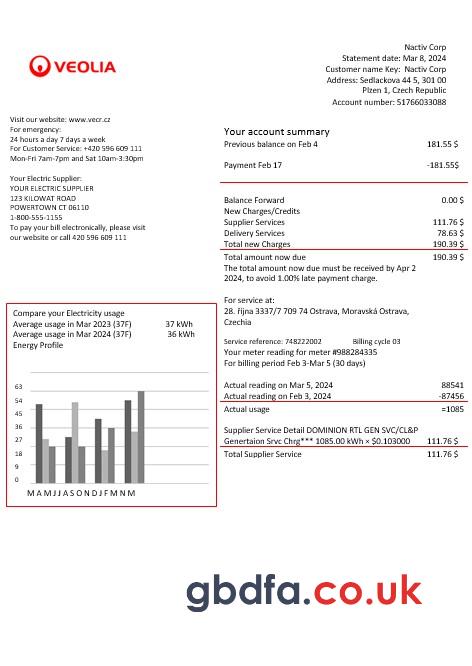 Nactiv Corp
Statement date: Mar 8, 2024
Customer name Key: Nactiv Corp
Address: Sedlackova 44 5, 301 00
Plzen 1, Czech Republic
Account number: 51766033088
VEOLIA
Visit our website: www.vecr.cz
For emergency:
24 hours a day 7 days a week
For Customer Service: +420 596 609 111
Mon-Fri 7am-7pm and Sat 10am-3:30pm
Your Electric Supplier:
YOUR ELECTRIC SUPPLIER
123 KILOWAT ROAD
POWERTOWN CT 06110
1-800-555-1155
To pay your bill electronically, please visit
our website or call 420 596 609 111
Your account summary
Previous balance on Feb 4 181.55 $
Payment Feb 17 -181.55$
Balance Forward 0.00 $
New Charges/Credits
Supplier Services 111.76 $
Delivery Services 78.63 $
Total new Charges 190.39 $
Total amount now due 190.39 $
The total amount now due must be received by Apr 2
2024, to avoid 1.00% late payment charge.
For service at:
28. října 3337/7 709 74 Ostrava, Moravská Ostrava,
Czechia
Service reference: 748222002 Billing cycle 03
Your meter reading for meter #988284335
For billing period Feb 3-Mar 5 (30 days)
Actual reading on Mar 5, 2024 88541
Actual reading on Feb 3, 2024 -87456
Actual usage =1085
Supplier Service Detail DOMINION RTL GEN SVC/CL&P
Genertaion Srvc Chrg*** 1085.00 kWh × $0.103000 111.76 $
Total Supplier Service 111.76 $
Compare your Electricity usage
Average usage in Mar 2023 (37F) 37 kWh
Average usage in Mar 2024 (37F) 36 kWh
Energy Profile
63
54
45
36
27
18
9
0
M A M J J A S O N D J F M N M
gbdfa.co.uk